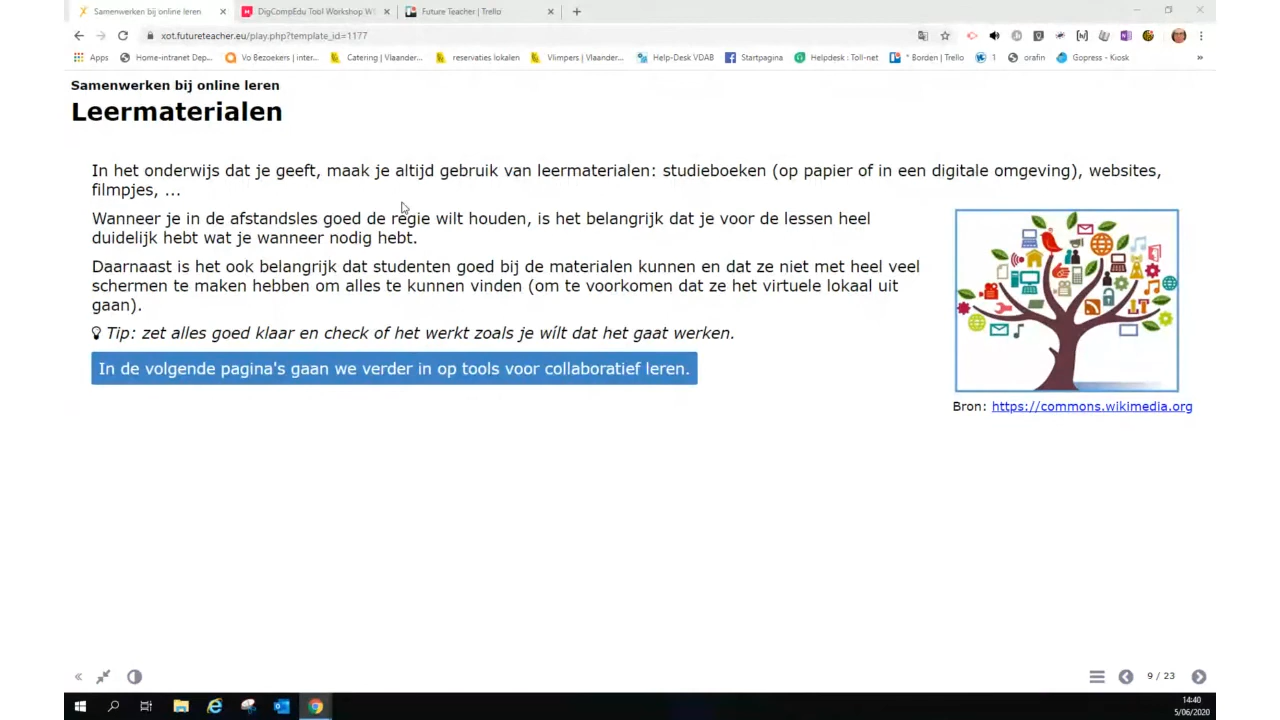 Samenwerken bij online leren
DigCompEdu Tool Workshop W
Future Teacher | Trello
xot.futureteacher.eu/play.php?template_id=1177
Apps
Home-intranet Dep...
Vo Bezoekers | inter...
Catering | Vlaander...
reservaties lokalen
Vlimpers | Vlaander...
Help-Desk VDAB
Startpagina
Helpdesk : Toll-net
* Borden | Trello
1
orafin
Gopress - Kiosk
»
Samenwerken bij online leren
Leermaterialen
In het onderwijs dat je geeft, maak je altijd gebruik van leermaterialen: studieboeken (op papier of in een digitale omgeving), websites,
filmpjes, ...
Wanneer je in de afstandsles goed de regie wilt houden, is het belangrijk dat je voor de lessen heel
duidelijk hebt wat je wanneer nodig hebt.
Daarnaast is het ook belangrijk dat studenten goed bij de materialen kunnen en dat ze niet met heel veel
schermen te maken hebben om alles te kunnen vinden (om te voorkomen dat ze het virtuele lokaal uit
gaan).
Tip: zet alles goed klaar en check of het werkt zoals je wílt dat het gaat werken.
In de volgende pagina's gaan we verder in op tools voor collaboratief leren.
Bron: https://commons.wikimedia.org
9 / 23
14:40
5/06/2020